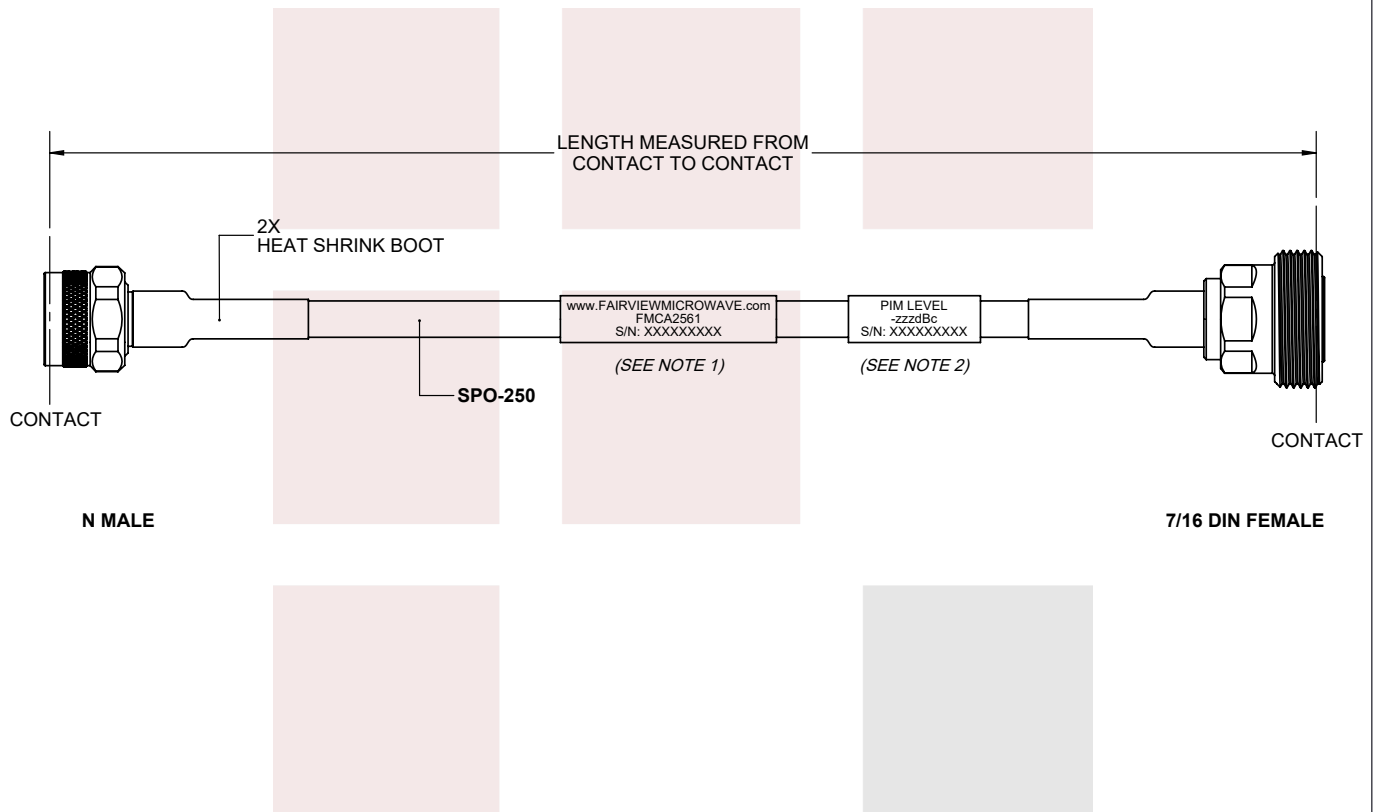 LENGTH MEASURED FROM
CONTACT TO CONTACT
2X
HEAT SHRINK BOOT
www.FAIRVIEWMICROWAVE.com
FMCA2561
S/N: XXXXXXXXX
PIM LEVEL
-zzzdBc
S/N: XXXXXXXXX
(SEE NOTE 1)
(SEE NOTE 2)
SPO-250
CONTACT
CONTACT
N MALE
7/16 DIN FEMALE